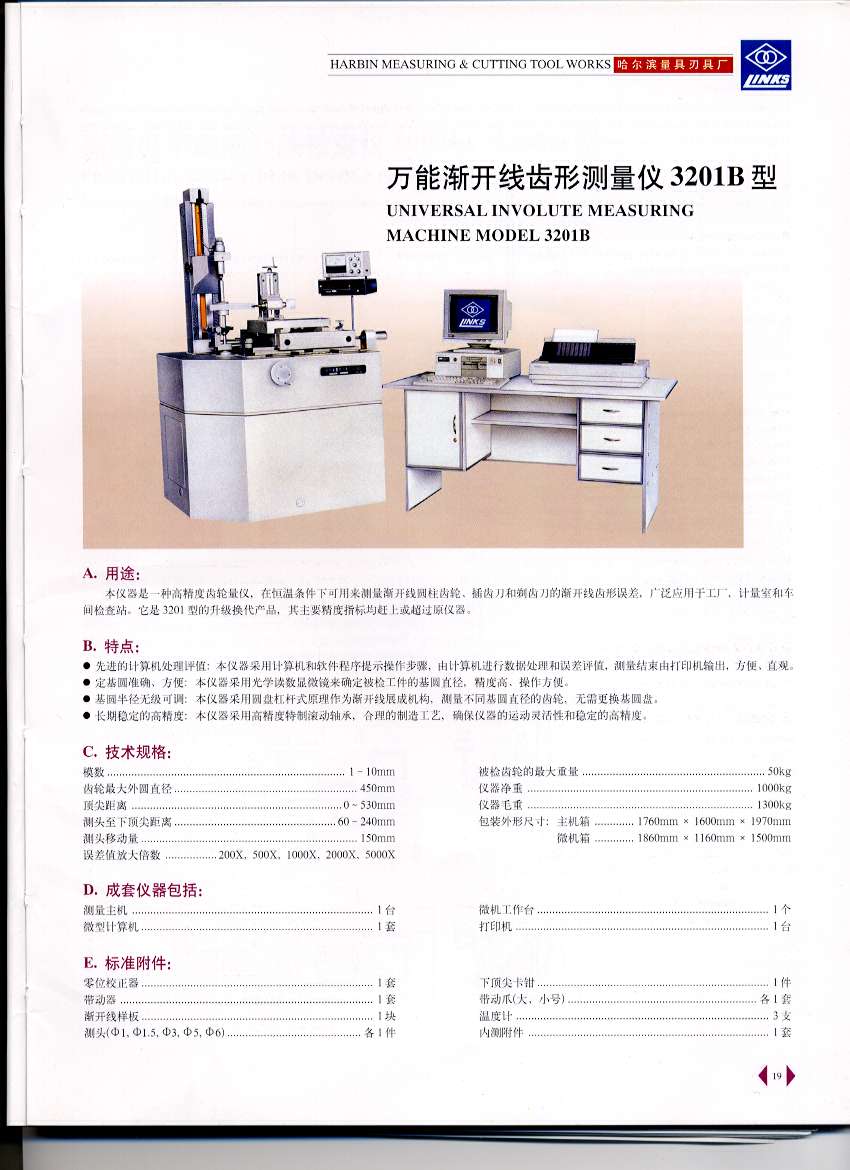 HARBIN MEASURING & CUTTING TOOL WORKS 哈尔滨量具刃具厂
LINKS
万能渐开线齿形测量仪 3201B 型
UNIVERSAL INVOLUTE MEASURING
MACHINE MODEL 3201B
LINKS
A. 用途:
本仪器是一种高精度齿轮量仪, 在恒温条件下可用来测量渐开线圆柱齿轮、插齿刀和剃齿刀的渐开线齿形误差, 广泛应用于工厂, 计量室和车
间检查站。它是 3201 型的升级换代产品, 其主要精度指标均赶上或超过原仪器。
B. 特点:
● 先进的计算机处理评值: 本仪器采用计算机和软件程序提示操作步骤, 由计算机进行数据处理和误差评值, 测量结束由打印机输出, 方便、直观。
● 定基圆准确、方便: 本仪器采用光学读数显微镜来确定被检工件的基圆直径, 精度高、操作方便。
● 基圆半径无级可调: 本仪器采用圆盘杠杆式原理作为渐开线展成机构, 测量不同基圆直径的齿轮, 无需更换基圆盘。
● 长期稳定的高精度: 本仪器采用高精度特制滚动轴承, 合理的制造工艺, 确保仪器的运动灵活性和稳定的高精度。
C. 技术规格:
模数 1 - 10mm
齿轮最大外圆直径 450mm
顶尖距离 0 ~ 530mm
测头至下顶尖距离 60 - 240mm
测头移动量 150mm
误差值放大倍数 200X、500X、1000X、2000X、5000X
被检齿轮的最大重量 50kg
仪器净重 1000kg
仪器毛重 1300kg
包装外形尺寸: 主机箱 1760mm × 1600mm × 1970mm
微机箱 1860mm × 1160mm × 1500mm
D. 成套仪器包括:
测量主机 1 台
微型计算机 1 套
微机工作台 1 个
打印机 1 台
E. 标准附件:
零位校正器 1 套
带动器 1 套
渐开线样板 1 块
测头(Φ1, Φ1.5, Φ3, Φ5, Φ6) 各 1 件
下顶尖卡钳 1 件
带动爪(大、小号) 各 1 套
温度计 3 支
内测附件 1 套
19